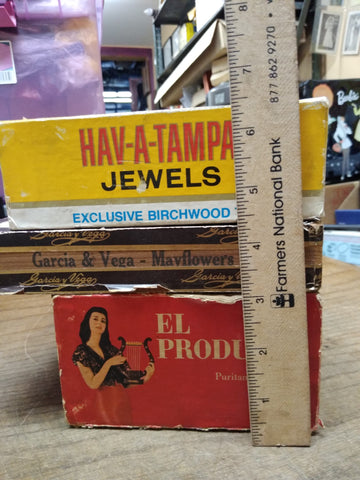 HAV-A-TAMPA
JEWELS
EXCLUSIVE BIRCHWOOD
Garcia y Vega
Garcia & Vega - Mayflowers
Garcia y Vega
Garcia y Vega
EL
PRODU
Puritan
877 862 9270 •
Farmers National Bank
7
6
5
4
3
2
1
Barbie